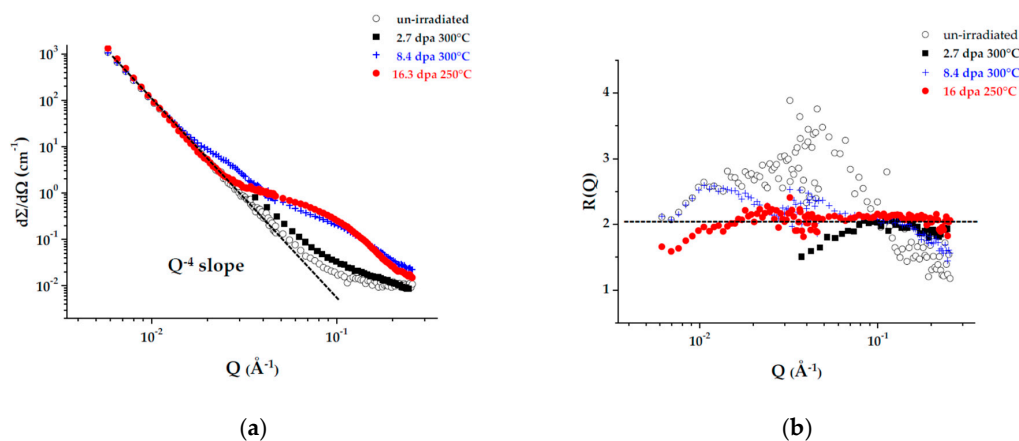 un-irradiated
2.7 dpa 300°C
8.4 dpa 300°C
16.3 dpa 250°C
10³
10²
10¹
10⁰
10⁻¹
10⁻²
dΣ/dΩ (cm⁻¹)
Q⁻⁴ slope
10⁻²
10⁻¹
Q (Å⁻¹)
(a)
un-irradiated
2.7 dpa 300°C
8.4 dpa 300°C
16 dpa 250°C
4
3
2
1
R(Q)
10⁻²
10⁻¹
Q (Å⁻¹)
(b)